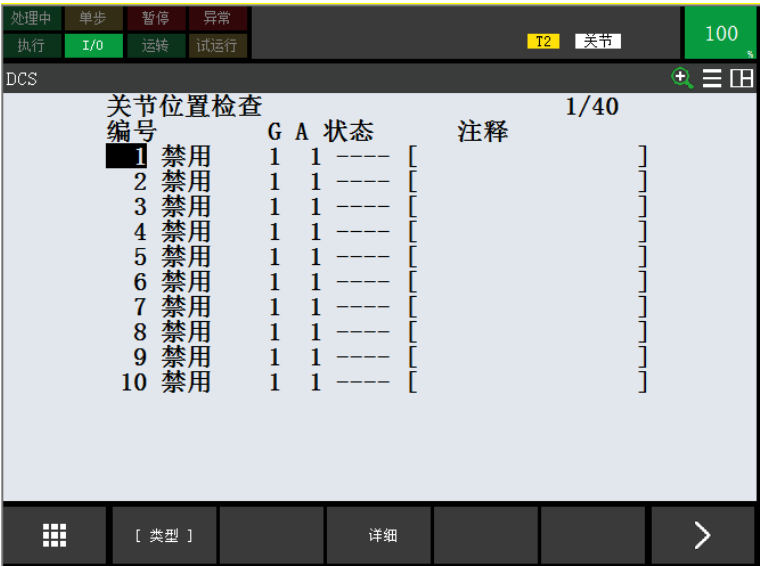 处理中 单步 暂停 异常
执行 I/O 运转 试运行 T2 关节 100 %
DCS
关节位置检查 1/40
编号 G A 状态 注释
1 禁用 1 1 ---- [ ]
2 禁用 1 1 ---- [ ]
3 禁用 1 1 ---- [ ]
4 禁用 1 1 ---- [ ]
5 禁用 1 1 ---- [ ]
6 禁用 1 1 ---- [ ]
7 禁用 1 1 ---- [ ]
8 禁用 1 1 ---- [ ]
9 禁用 1 1 ---- [ ]
10 禁用 1 1 ---- [ ]
[ 类型 ] 详细